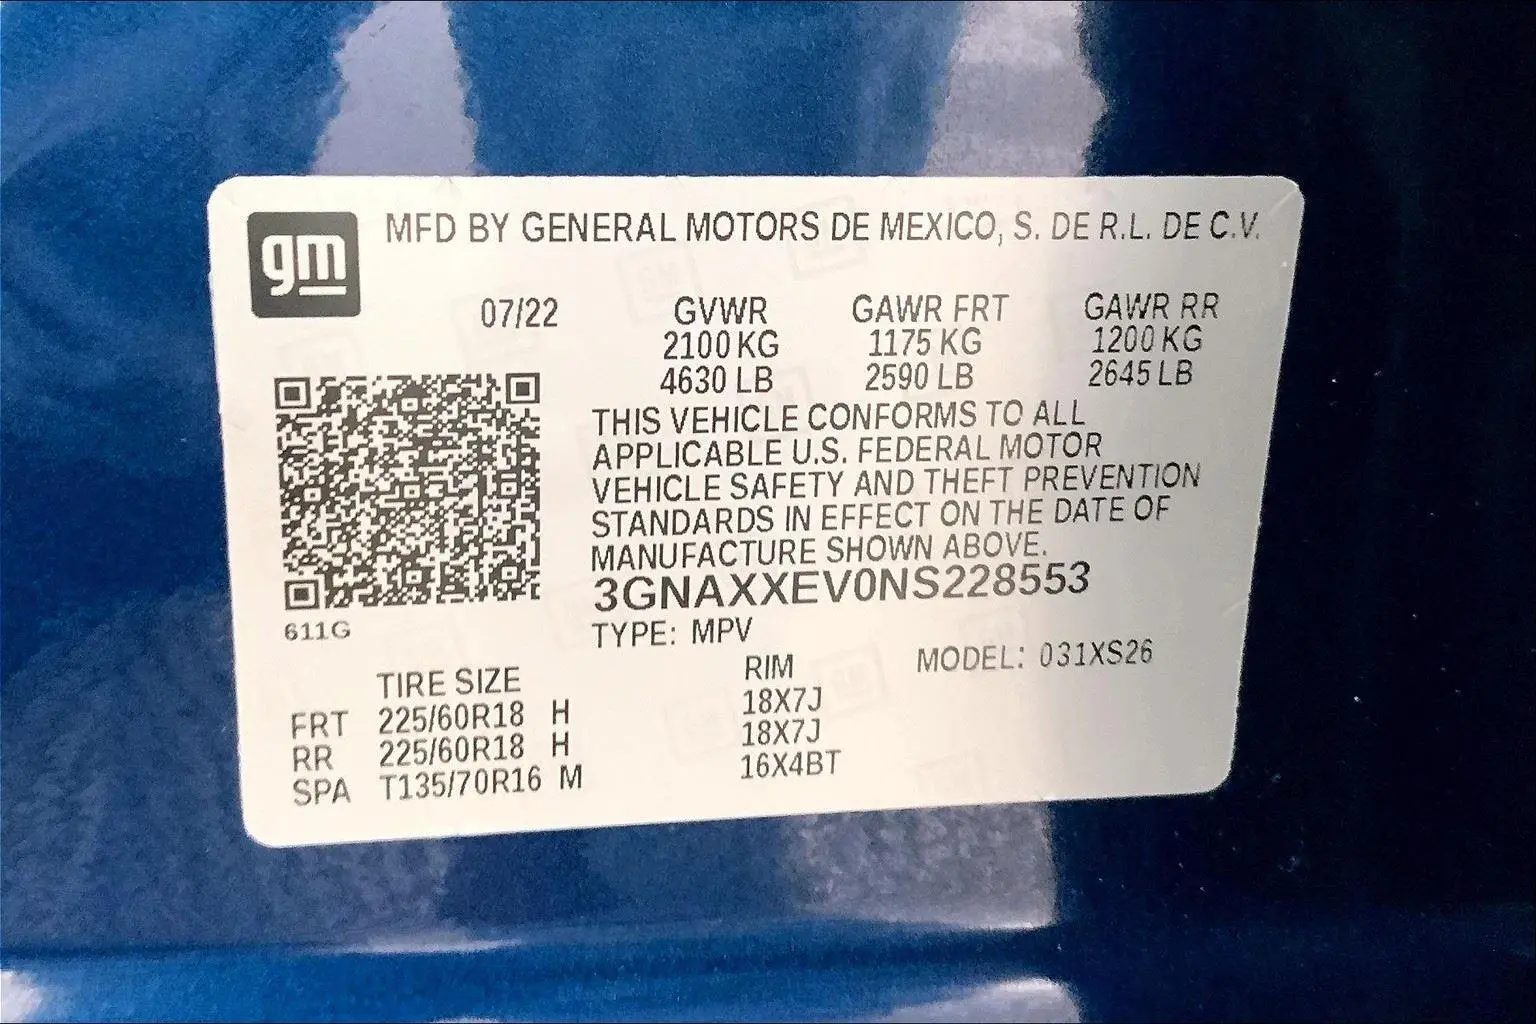 gm
MFD BY GENERAL MOTORS DE MEXICO, S. DE R.L. DE C.V.
07/22 GVWR GAWR FRT GAWR RR
2100 KG 1175 KG 1200 KG
4630 LB 2590 LB 2645 LB
THIS VEHICLE CONFORMS TO ALL
APPLICABLE U.S. FEDERAL MOTOR
VEHICLE SAFETY AND THEFT PREVENTION
STANDARDS IN EFFECT ON THE DATE OF
MANUFACTURE SHOWN ABOVE.
3GNAXXEV0NS228553
611G
TYPE: MPV
MODEL: 031XS26
TIRE SIZE RIM
FRT 225/60R18 H 18X7J
RR 225/60R18 H 18X7J
SPA T135/70R16 M 16X4BT